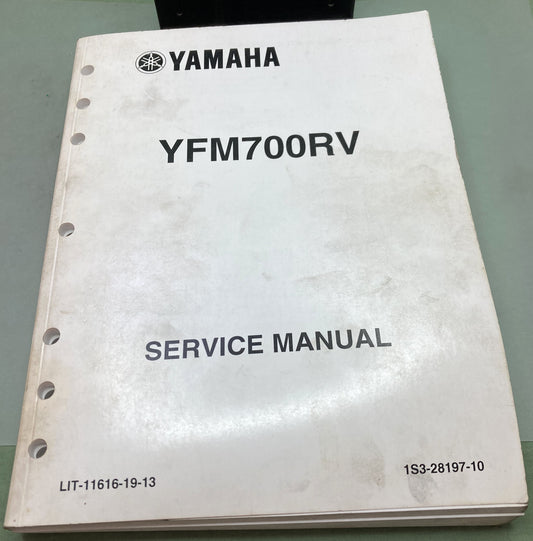 YAMAHA
YFM700RV
SERVICE MANUAL
LIT-11616-19-13
1S3-28197-10